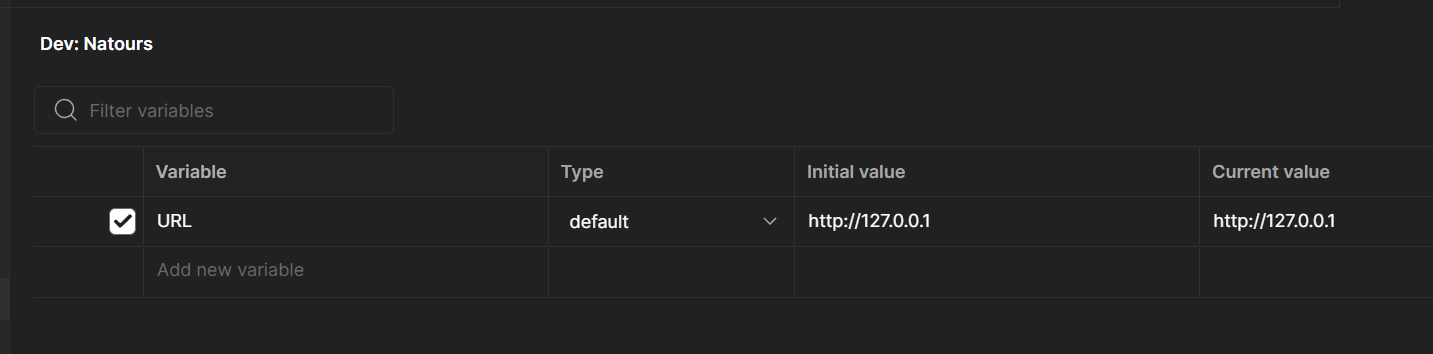 Dev: Natours
Filter variables
Variable Type Initial value Current value
URL default http://127.0.0.1 http://127.0.0.1
Add new variable